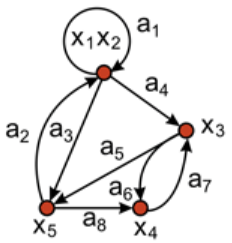 x₁x₂ a₁
a₄
a₂ a₃ a₅ x₃
a₆ a₇
x₅ a₈ x₄